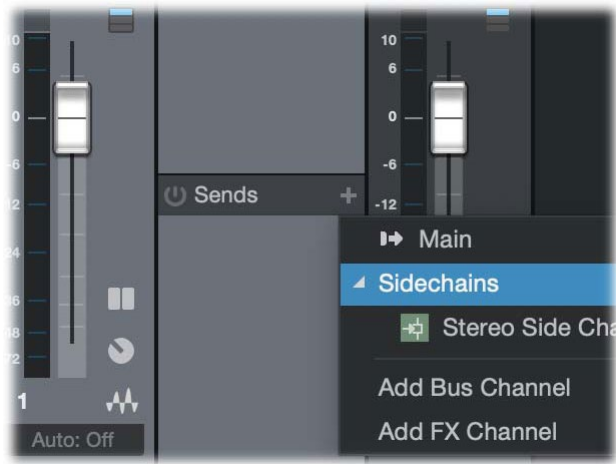 10
6
0
-6
12
24
36
48
72
1
Auto: Off
Sends +
10
6
0
-6
-12
Main
Sidechains
Stereo Side Cha
Add Bus Channel
Add FX Channel